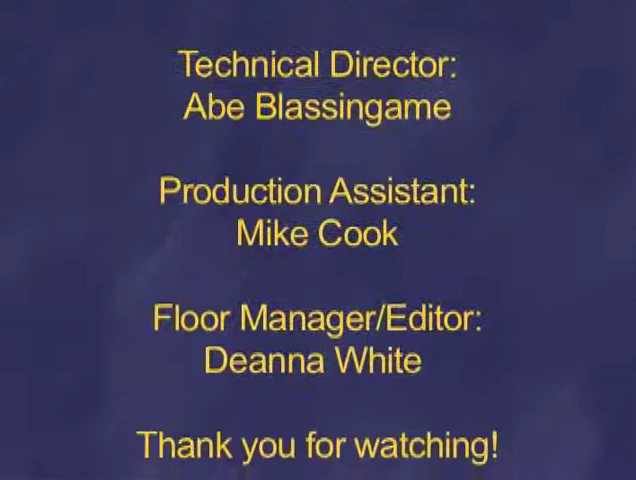 Technical Director:
Abe Blassingame
Production Assistant:
Mike Cook
Floor Manager/Editor:
Deanna White
Thank you for watching!